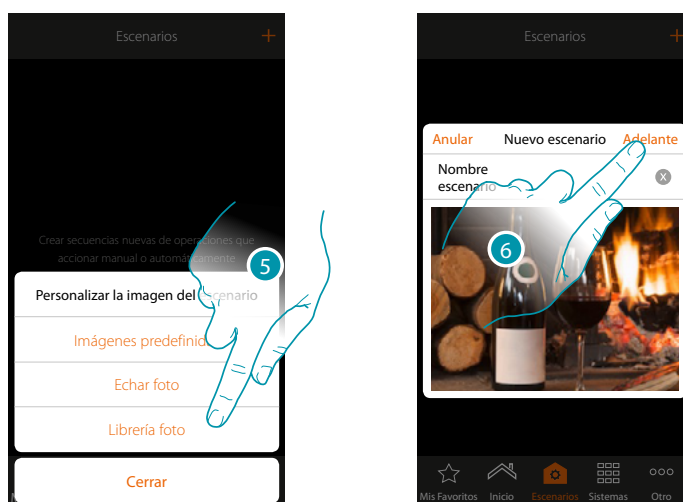 Escenarios +
Crear secuencias nuevas de operaciones que
accionar manual o automáticamente
5
Personalizar la imagen del escenario
Imágenes predefinid
Echar foto
Librería foto
Cerrar
Escenarios +
Anular Nuevo escenario Adelante
Nombre
escenario
X
6
Mis Favoritos Inicio Escenarios Sistemas Otro